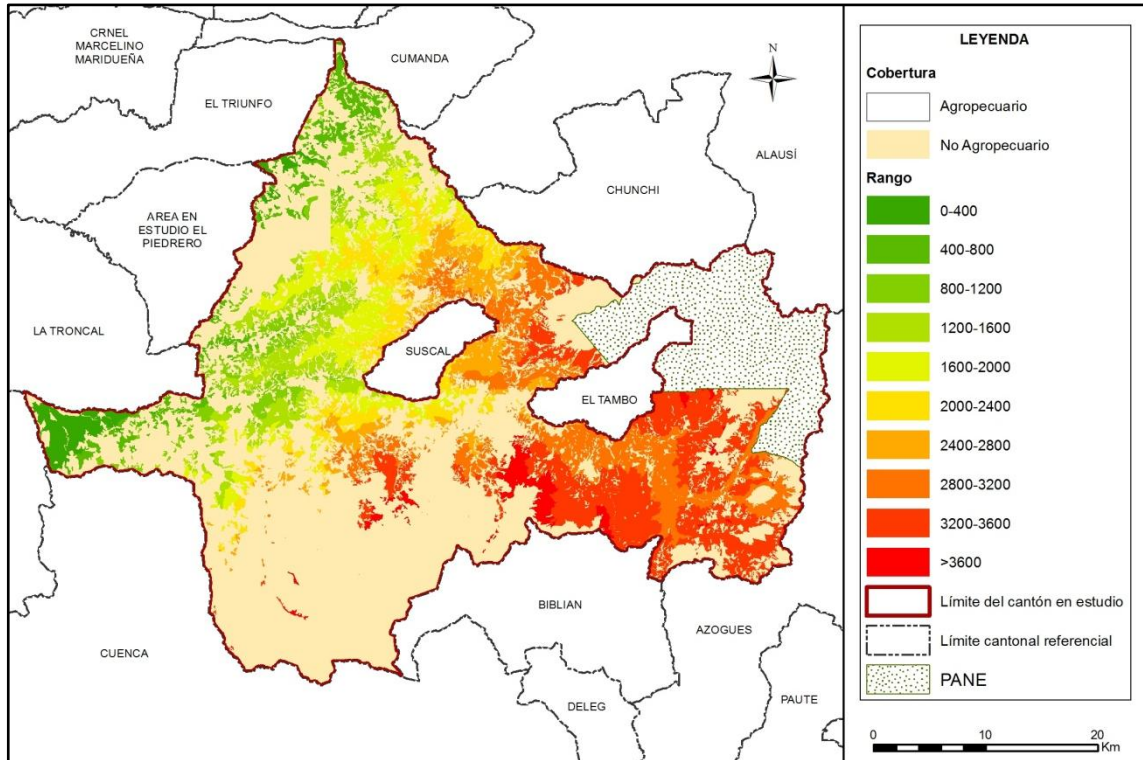 CRNEL
MARCELINO
MARIDUEÑA
CUMANDA
EL TRIUNFO
N
ALAUSÍ
CHUNCHI
AREA EN
ESTUDIO EL
PIEDRERO
LA TRONCAL
SUSCAL
EL TAMBO
BIBLIAN
AZOGUES
CUENCA
DELEG
PAUTE
LEYENDA
Cobertura
Agropecuario
No Agropecuario
Rango
0-400
400-800
800-1200
1200-1600
1600-2000
2000-2400
2400-2800
2800-3200
3200-3600
>3600
Límite del cantón en estudio
Límite cantonal referencial
PANE
0 10 20
Km